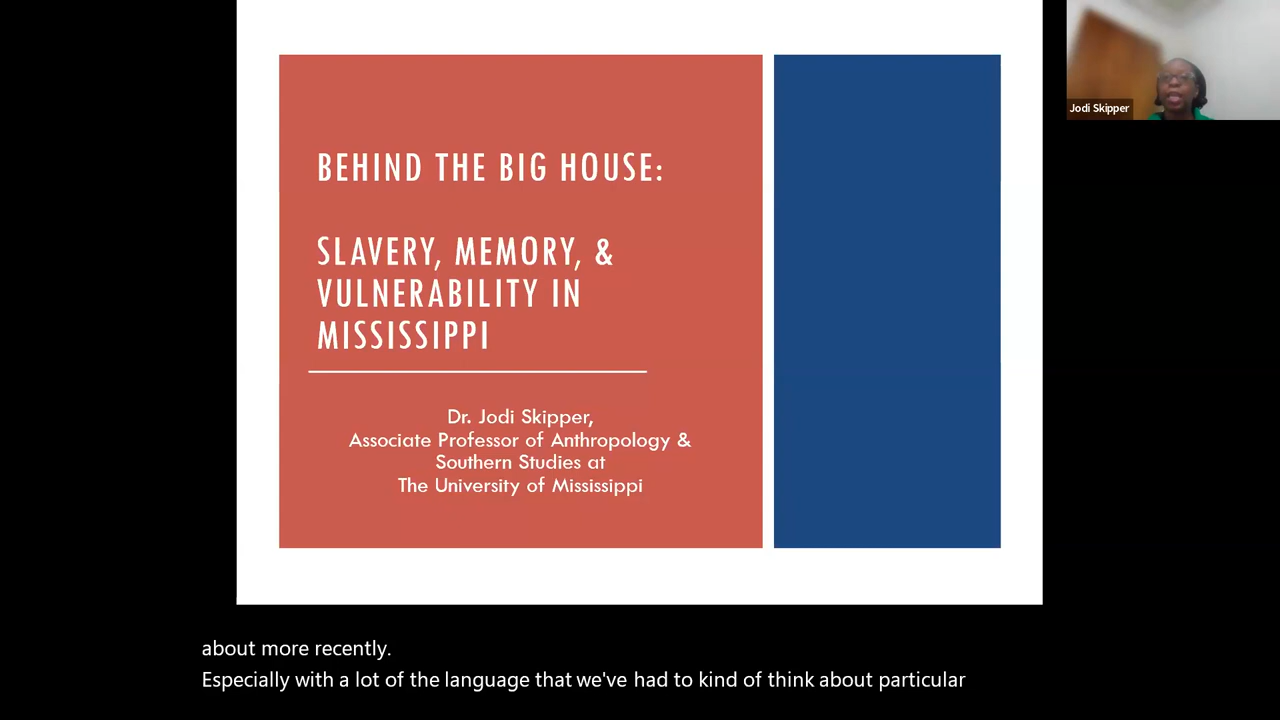 BEHIND THE BIG HOUSE:
SLAVERY, MEMORY, &
VULNERABILITY IN
MISSISSIPPI
Dr. Jodi Skipper,
Associate Professor of Anthropology &
Southern Studies at
The University of Mississippi
Jodi Skipper
about more recently.
Especially with a lot of the language that we've had to kind of think about particular